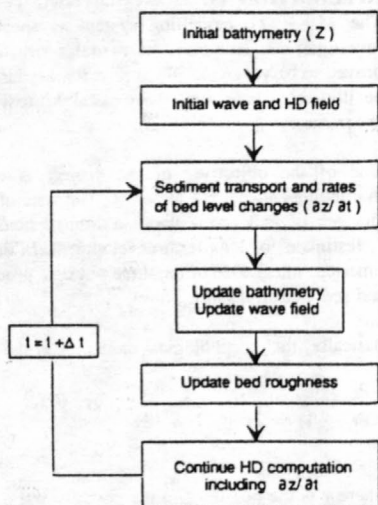 Initial bathymetry ( Z )
Initial wave and HD field
Sediment transport and rates
of bed level changes ( ∂z/ ∂t )
Update bathymetry
Update wave field
t = t + Δ t
Update bed roughness
Continue HD computation
including ∂z/ ∂t